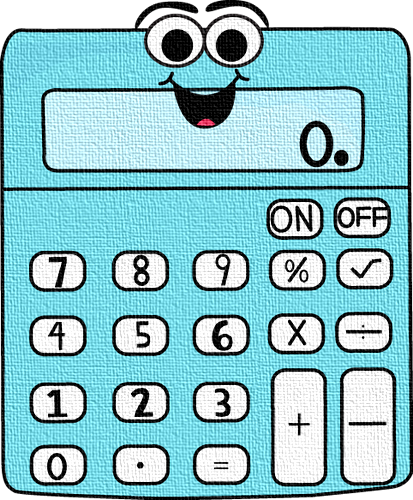 0.
ON OFF
7 8 9 % √
4 5 6 X ÷
1 2 3 + −
0 . =